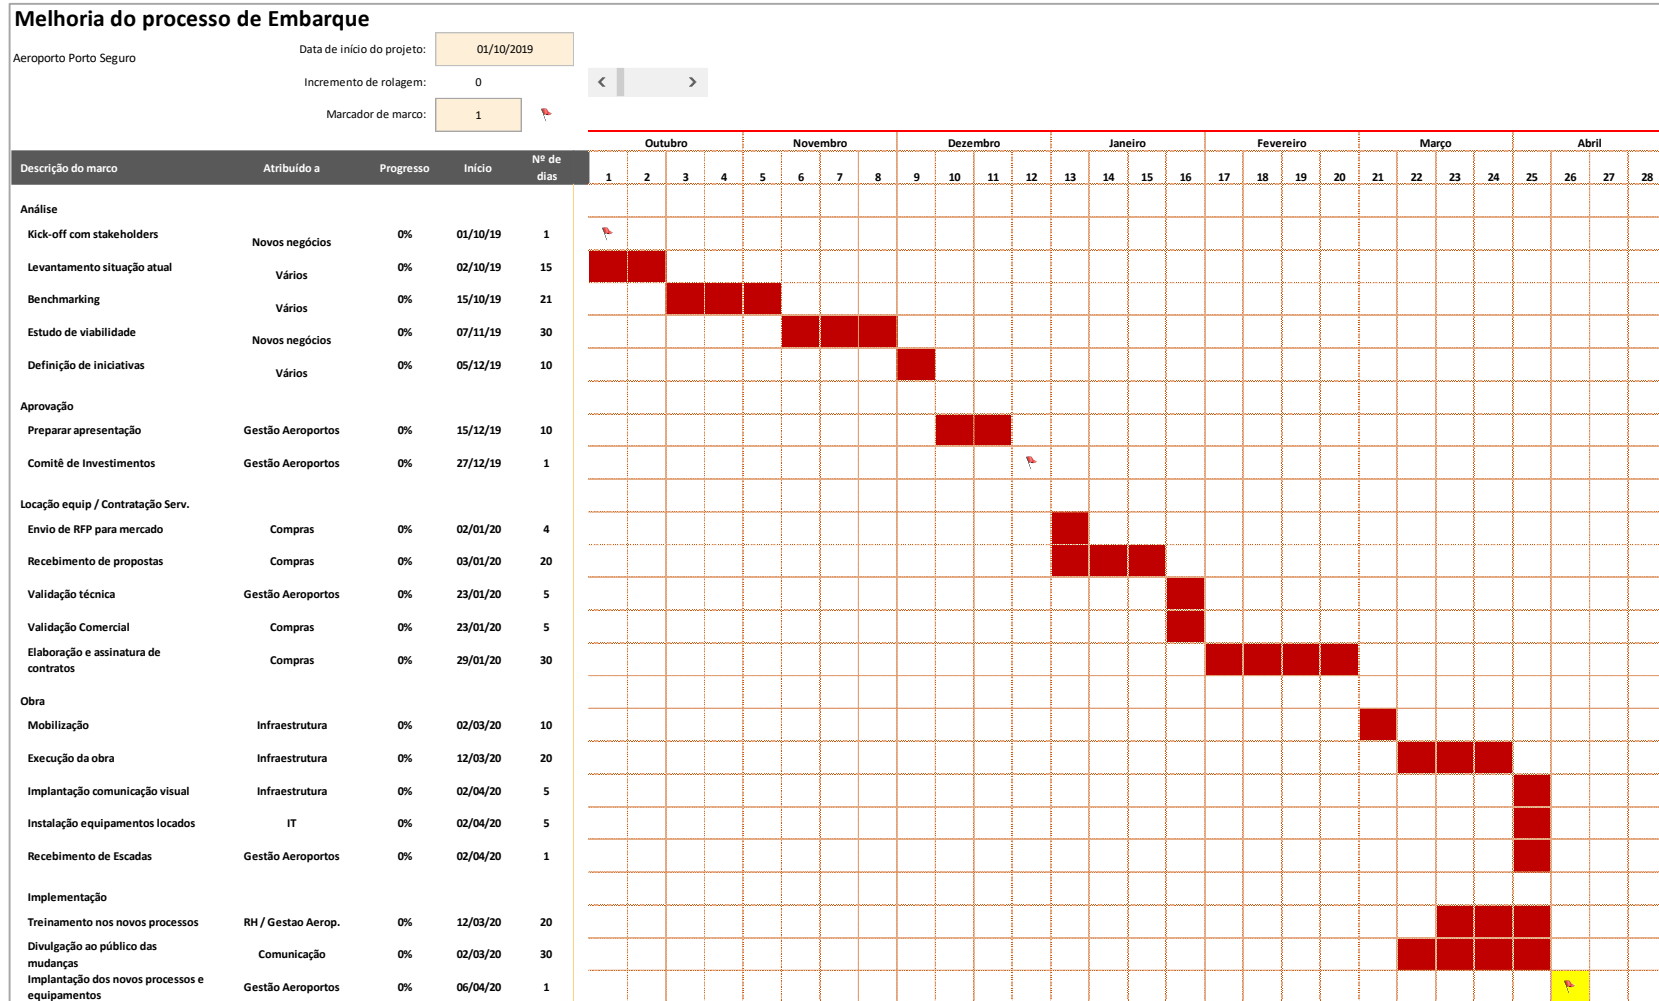 Melhoria do processo de Embarque
Aeroporto Porto Seguro
Data de início do projeto: 01/10/2019
Incremento de rolagem: 0
Marcador de marco: 1
Outubro Novembro Dezembro Janeiro Fevereiro Março Abril
Descrição do marco Atribuído a Progresso Início Nº de dias 1 2 3 4 5 6 7 8 9 10 11 12 13 14 15 16 17 18 19 20 21 22 23 24 25 26 27 28
Análise
Kick-off com stakeholders Novos negócios 0% 01/10/19 1
Levantamento situação atual Vários 0% 02/10/19 15
Benchmarking Vários 0% 15/10/19 21
Estudo de viabilidade Novos negócios 0% 07/11/19 30
Definição de iniciativas Vários 0% 05/12/19 10
Aprovação
Preparar apresentação Gestão Aeroportos 0% 15/12/19 10
Comitê de Investimentos Gestão Aeroportos 0% 27/12/19 1
Locação equip / Contratação Serv.
Envio de RFP para mercado Compras 0% 02/01/20 4
Recebimento de propostas Compras 0% 03/01/20 20
Validação técnica Gestão Aeroportos 0% 23/01/20 5
Validação Comercial Compras 0% 23/01/20 5
Elaboração e assinatura de
contratos Compras 0% 29/01/20 30
Obra
Mobilização Infraestrutura 0% 02/03/20 10
Execução da obra Infraestrutura 0% 12/03/20 20
Implantação comunicação visual Infraestrutura 0% 02/04/20 5
Instalação equipamentos locados IT 0% 02/04/20 5
Recebimento de Escadas Gestão Aeroportos 0% 02/04/20 1
Implementação
Treinamento nos novos processos RH / Gestao Aerop. 0% 12/03/20 20
Divulgação ao público das
mudanças Comunicação 0% 02/03/20 30
Implantação dos novos processos e
equipamentos Gestão Aeroportos 0% 06/04/20 1